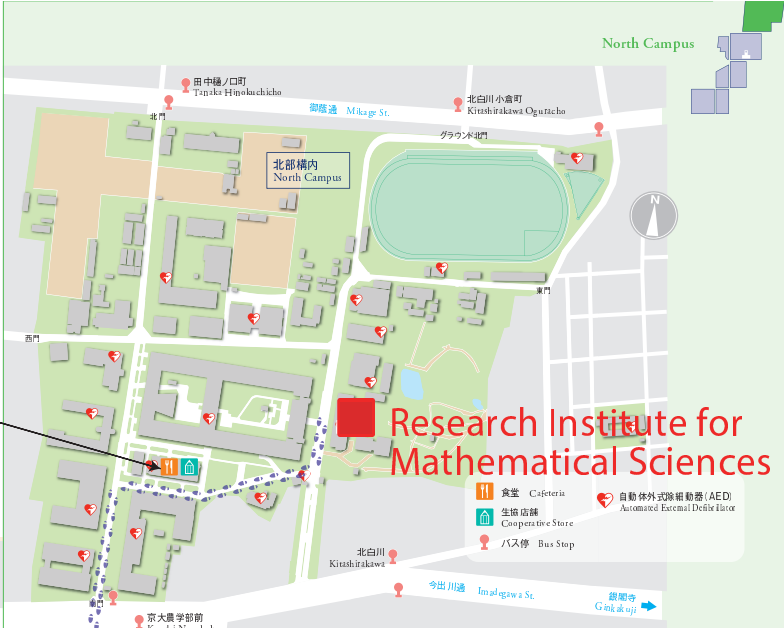 North Campus
田中樋ノ口町
Tanaka Hinokuchicho
北門
御蔭通 Mikage St.
北白川小倉町
Kitashirakawa Oguracho
グラウンド北門
北部構内
North Campus
N
東門
西門
Research Institute for
Mathematical Sciences
食堂 Cafeteria
自動体外式除細動器(AED)
Automated External Defibrillator
生協店舗
Cooperative Store
バス停 Bus Stop
北白川
Kitashirakawa
今出川通 Imadegawa St.
銀閣寺
Ginkakuji
南門
京大農学部前